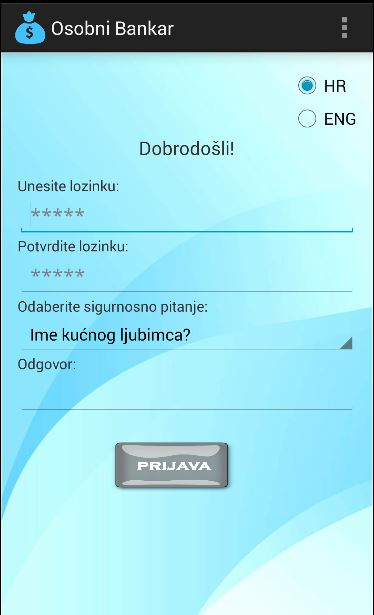 Osobni Bankar
HR
ENG
Dobrodošli!
Unesite lozinku:
*****
Potvrdite lozinku:
*****
Odaberite sigurnosno pitanje:
Ime kućnog ljubimca?
Odgovor:
PRIJAVA